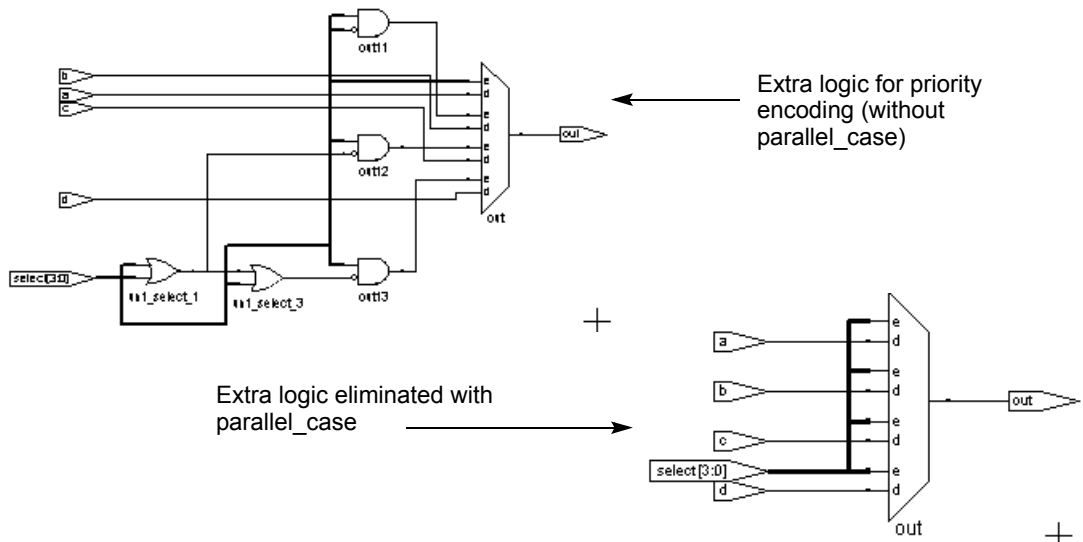 out11
b
a
c
e
d
e
d
e
d
e
d
out
out12
d
out
select[3:0]
un1_select_1
un1_select_3
out13
Extra logic for priority
encoding (without
parallel_case)
Extra logic eliminated with
parallel_case
a
b
c
select[3:0]
d
e
d
e
d
e
d
e
d
out
out